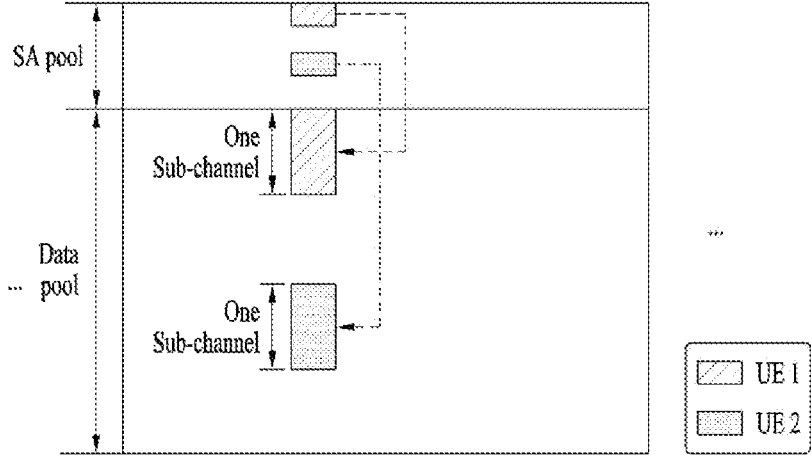 SA pool
One
Sub-channel
Data
... pool
...
One
Sub-channel
UE 1
UE 2